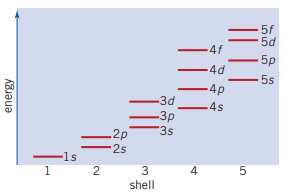 5f
5d
4f
5p
4d
5s
4p
3d
4s
3p
3s
2p
2s
1s
energy
1 2 3 4 5
shell